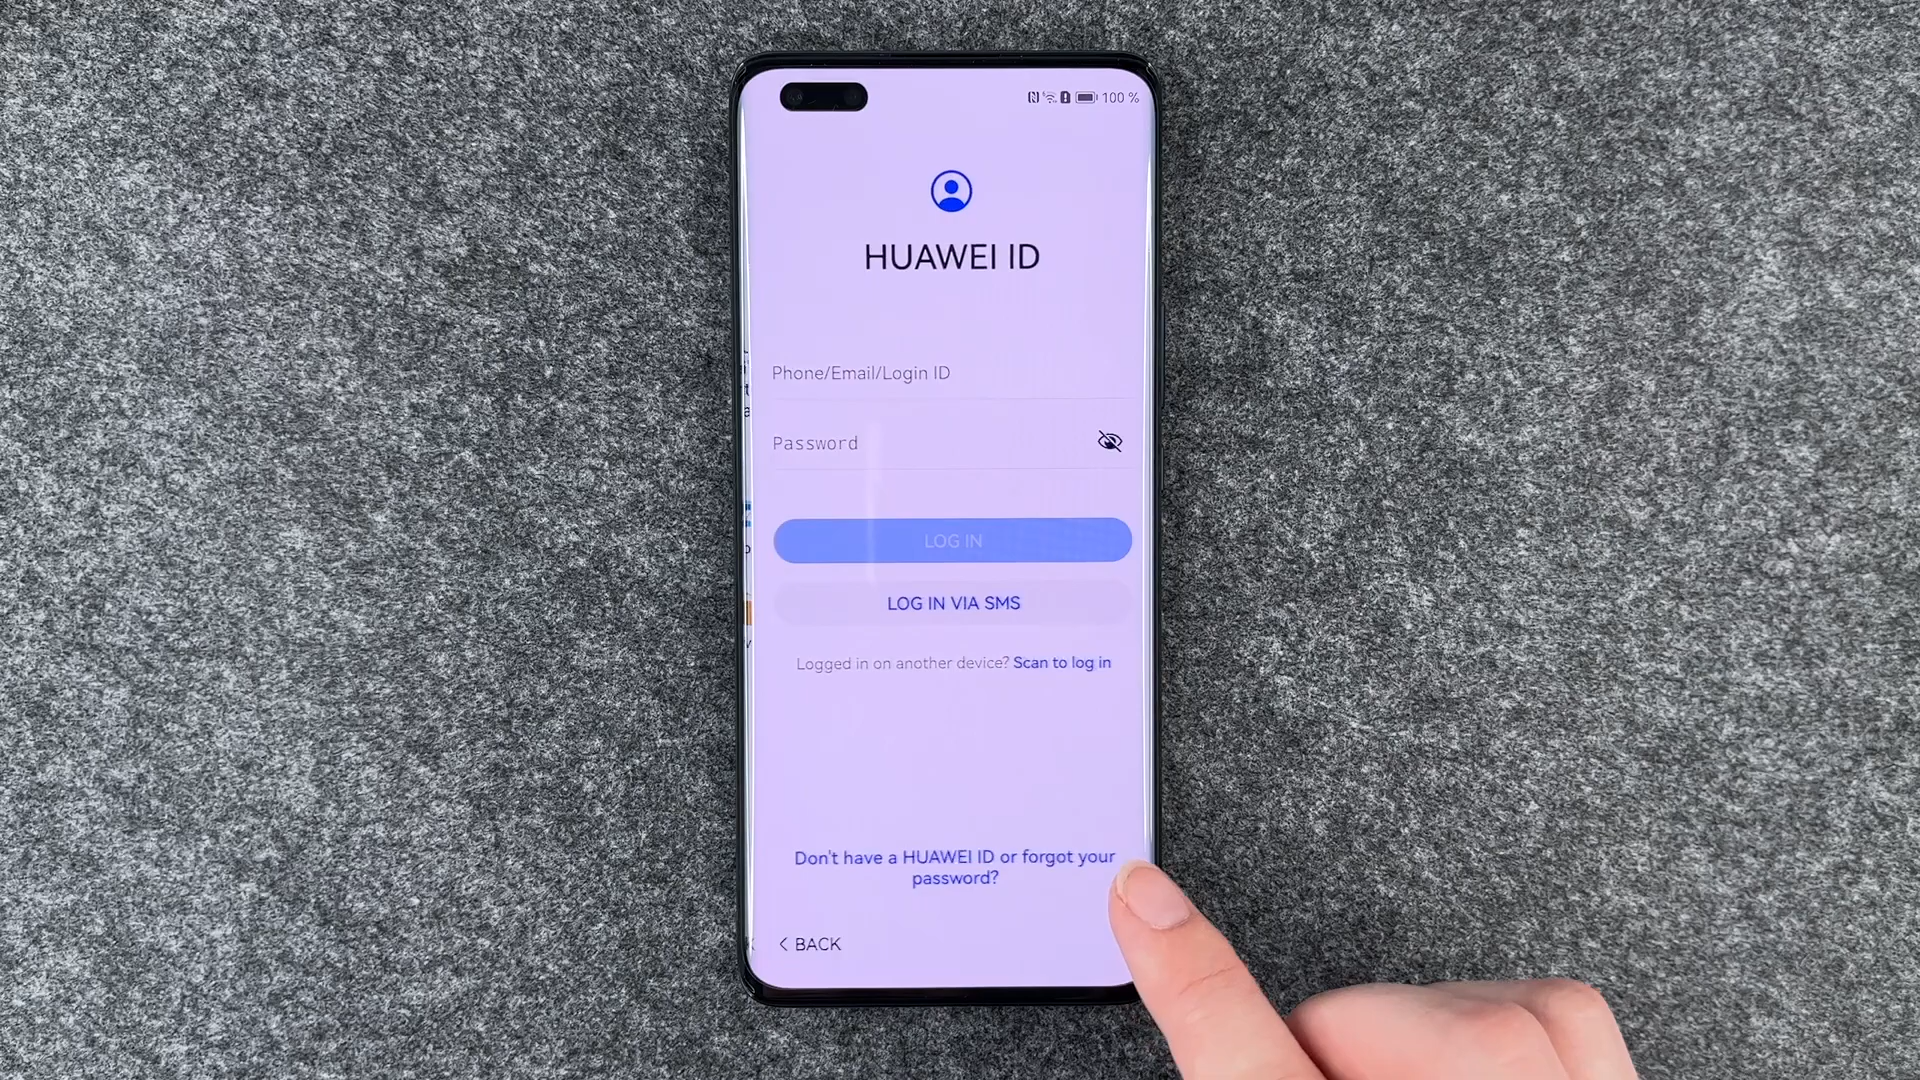 100 %
HUAWEI ID
Phone/Email/Login ID
Password
LOG IN
LOG IN VIA SMS
Logged in on another device? Scan to log in
Don't have a HUAWEI ID or forgot your
password?
< BACK